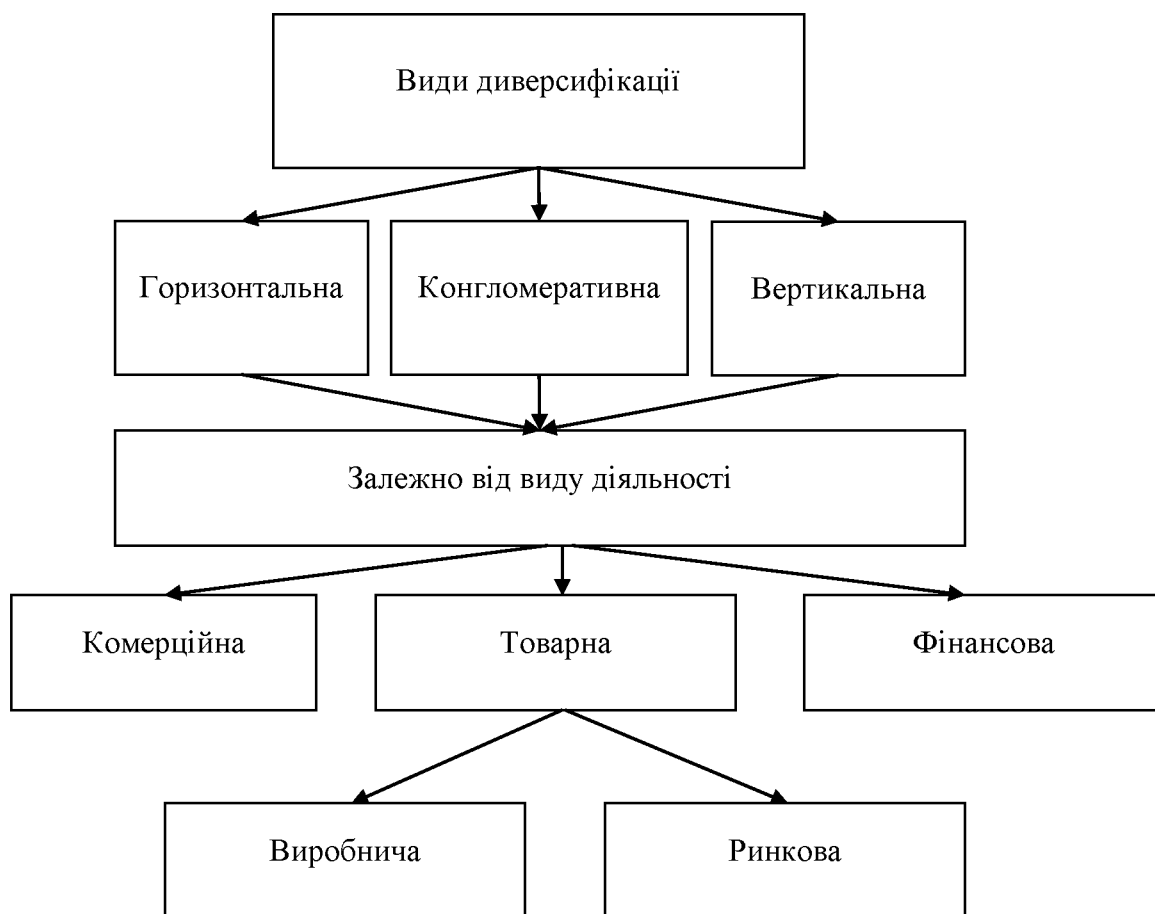 Види диверсифікації
Горизонтальна
Конгломеративна
Вертикальна
Залежно від виду діяльності
Комерційна
Товарна
Фінансова
Виробнича
Ринкова